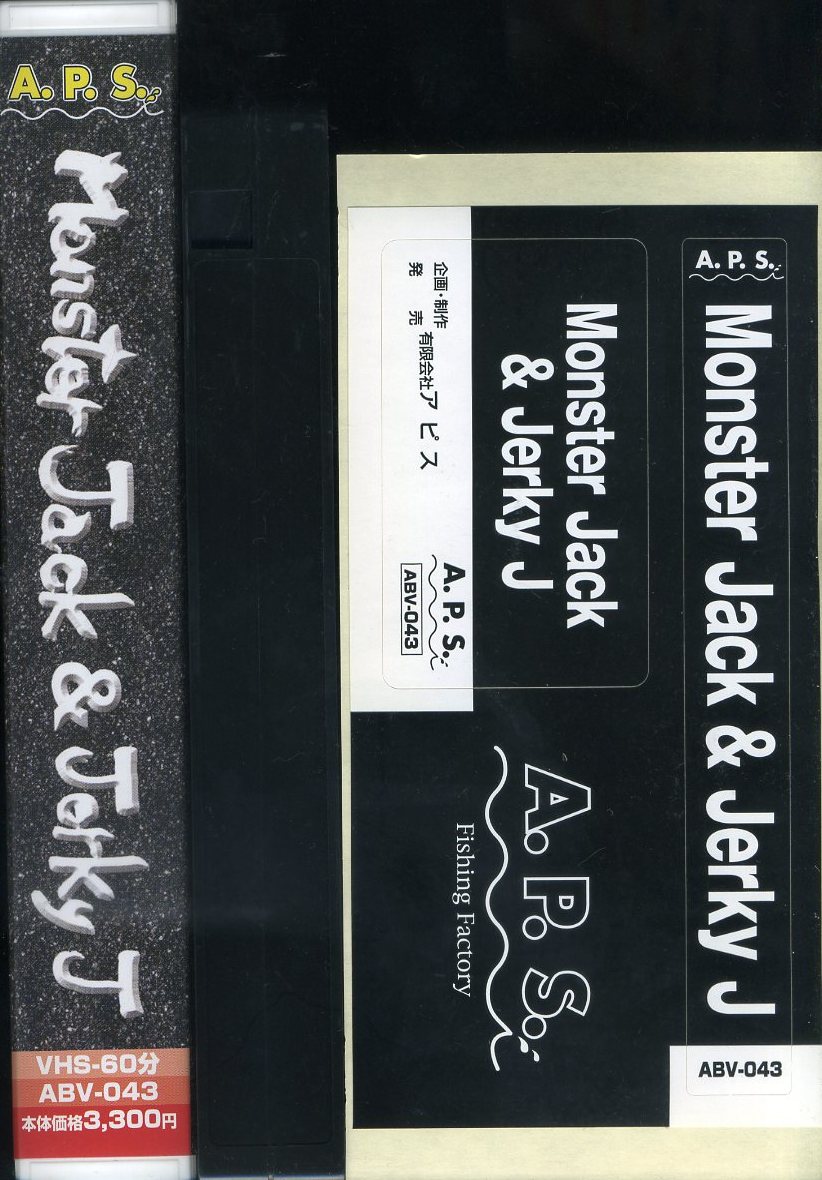 A. P. S.
Monster Jack & Jerky J
VHS-60分
ABV-043
本体価格3,300円
企画・制作
発 売
有限会社アピス
Monster Jack
& Jerky J
A. P. S.
ABV-043
A. P. S.
Fishing Factory
A. P. S.
Monster Jack & Jerky J
ABV-043